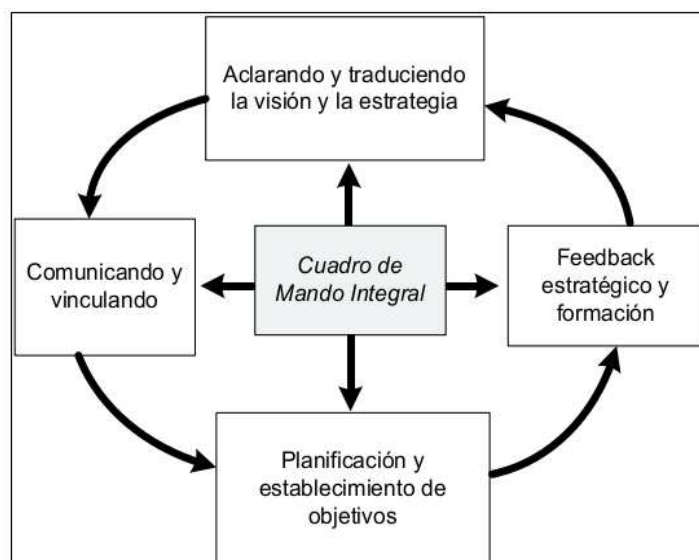 Aclarando y traduciendo
la visión y la estrategia
Comunicando y
vinculando
Cuadro de
Mando Integral
Feedback
estratégico y
formación
Planificación y
establecimiento de
objetivos